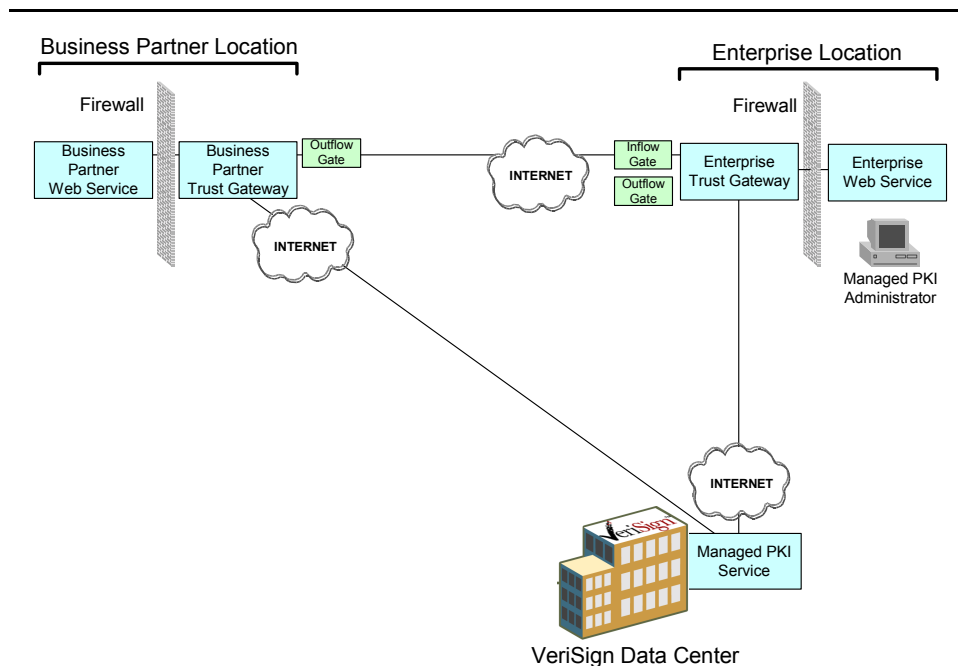 Business Partner Location
Enterprise Location
Firewall
Firewall
Business
Partner
Web Service
Business
Partner
Trust Gateway
Outflow
Gate
INTERNET
Inflow
Gate
Outflow
Gate
Enterprise
Trust Gateway
Enterprise
Web Service
INTERNET
Managed PKI
Administrator
INTERNET
VeriSign
Managed PKI
Service
VeriSign Data Center